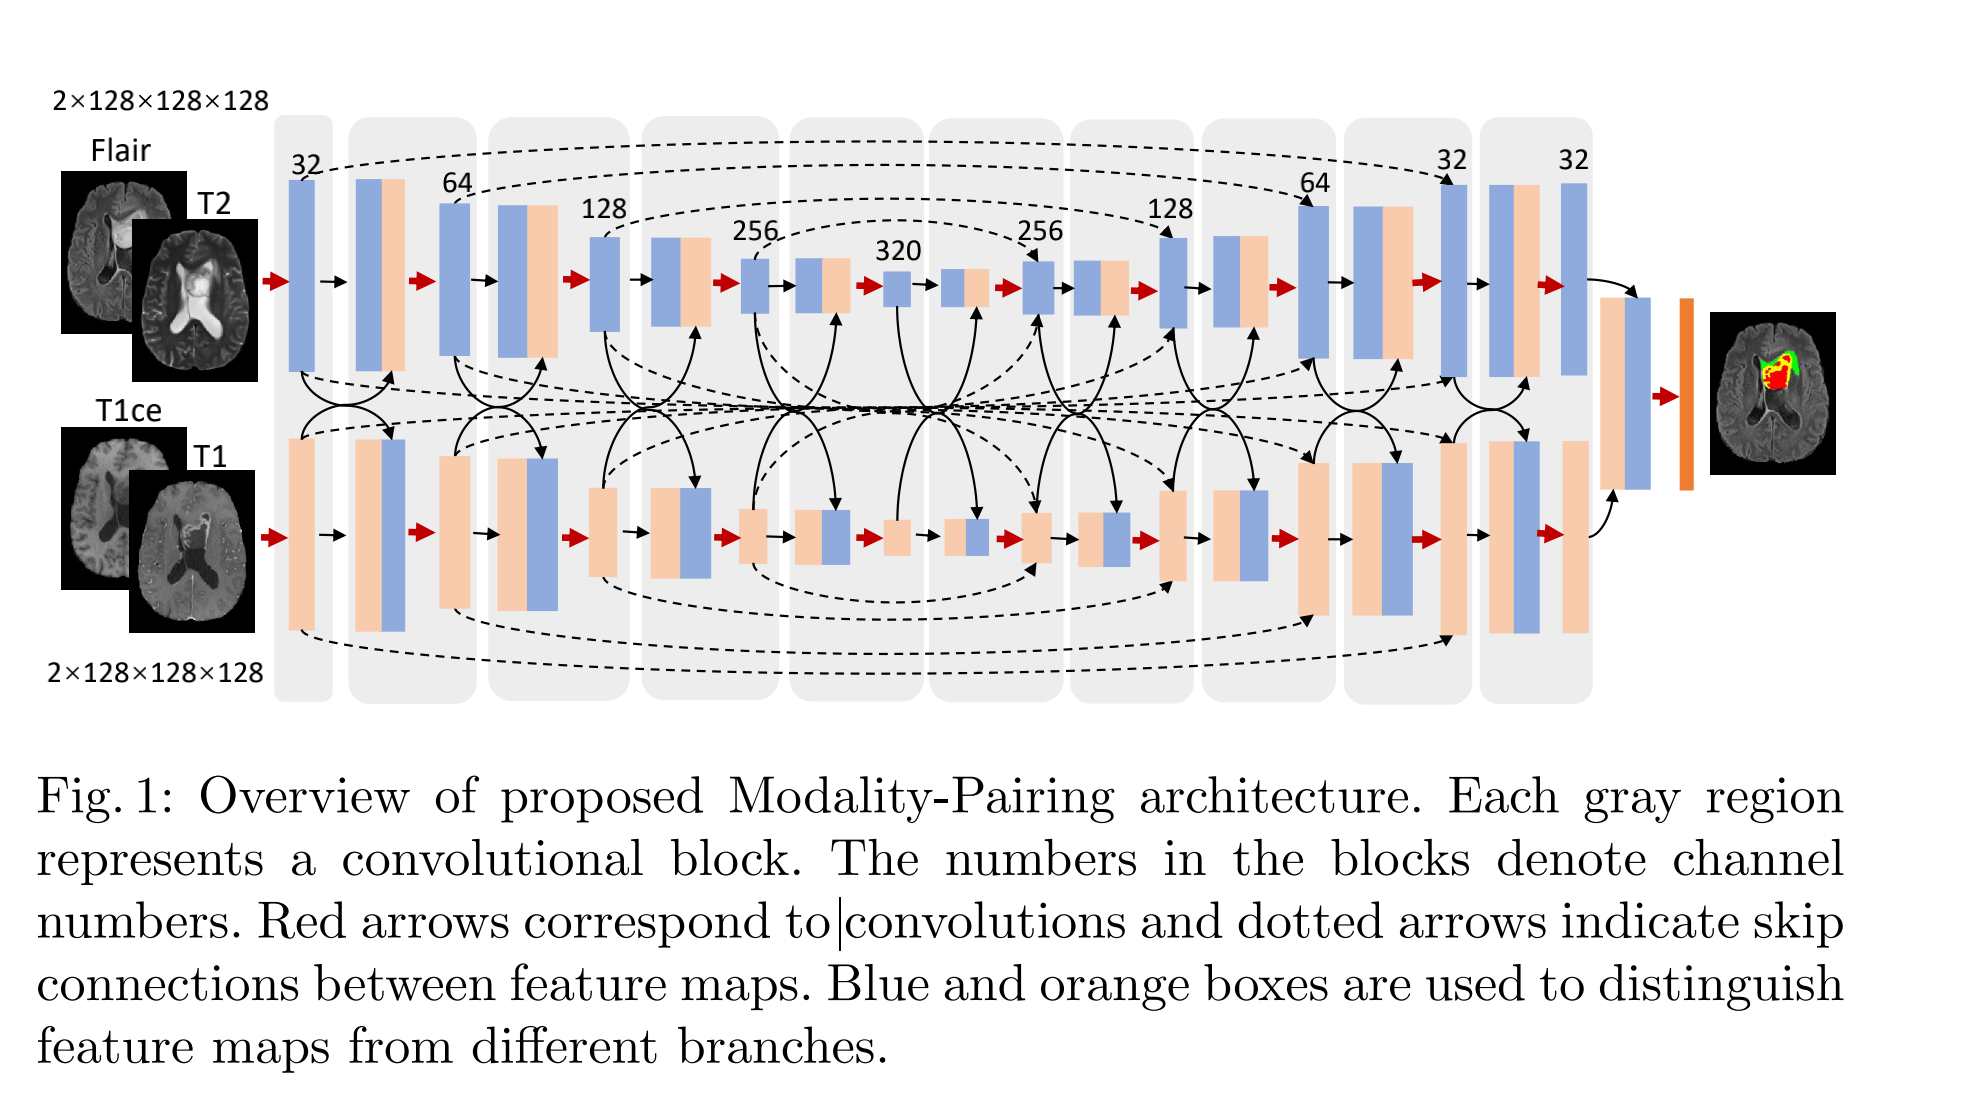 2×128×128×128
Flair
T2
32
64
128
256
320
256
128
64
32
32
T1ce
T1
2×128×128×128
Fig. 1: Overview of proposed Modality-Pairing architecture. Each gray region
represents a convolutional block. The numbers in the blocks denote channel
numbers. Red arrows correspond to convolutions and dotted arrows indicate skip
connections between feature maps. Blue and orange boxes are used to distinguish
feature maps from different branches.